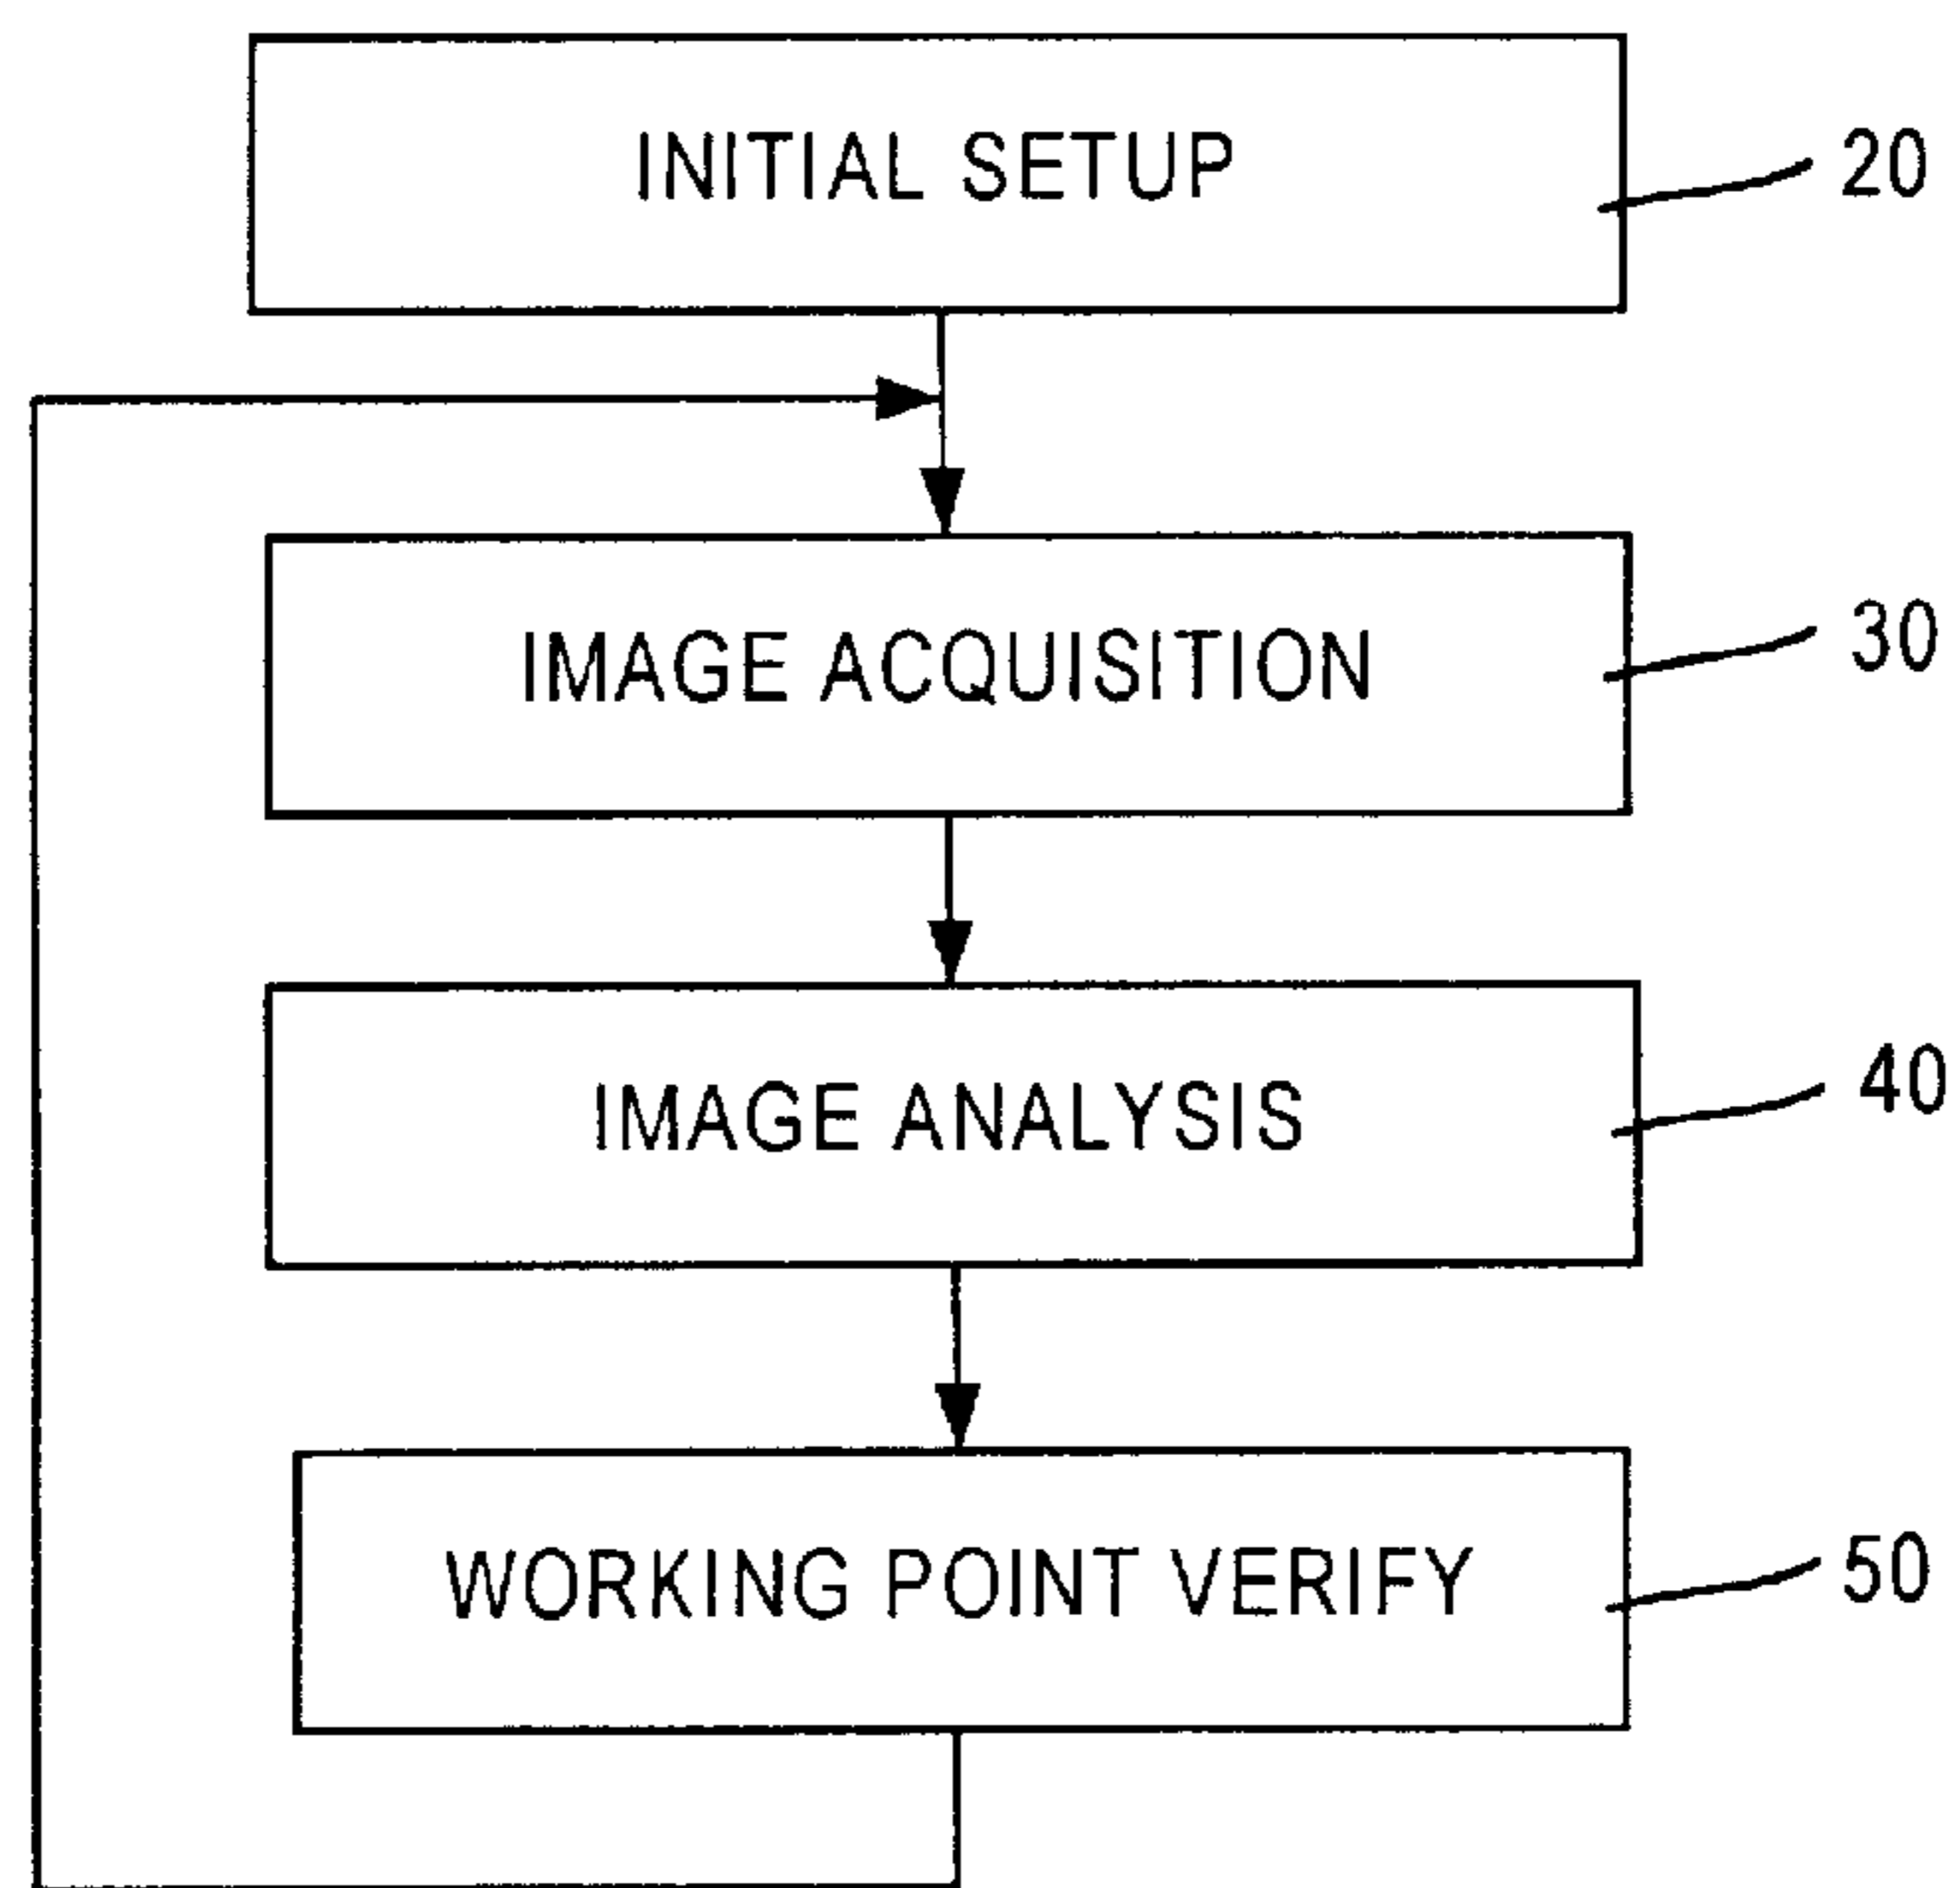 INITIAL SETUP
20
IMAGE ACQUISITION
30
IMAGE ANALYSIS
40
WORKING POINT VERIFY
50